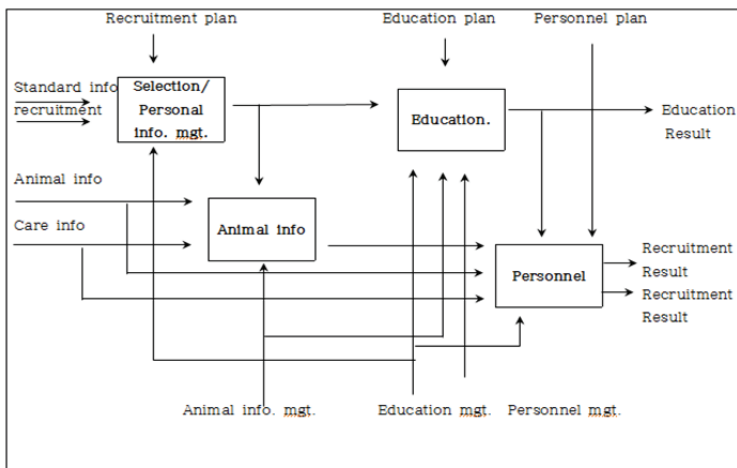 Recruitment plan
Education plan
Personnel plan
Standard info
recruitment
Selection/
Personal
info. mgt.
Education.
Education
Result
Animal info
Care info
Animal info
Personnel
Recruitment
Result
Recruitment
Result
Animal info. mgt.
Education mgt.
Personnel mgt.